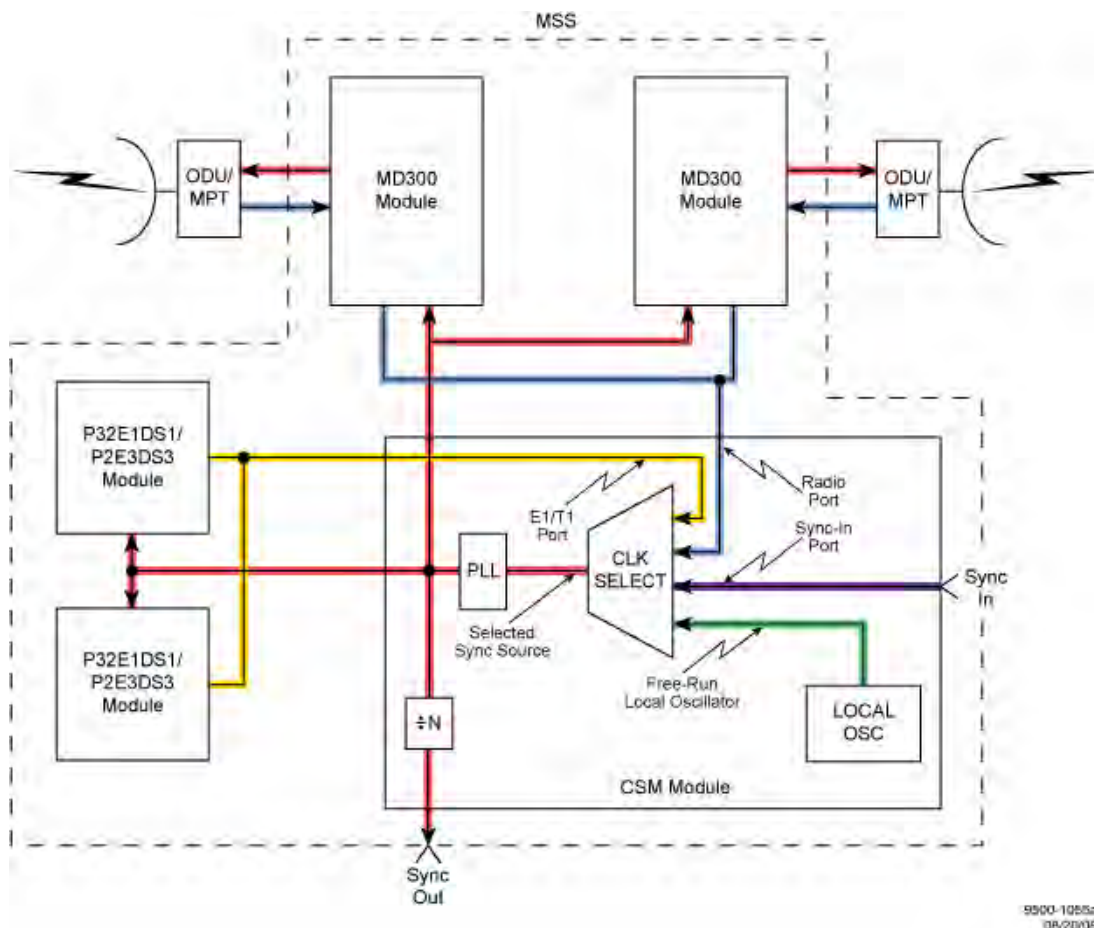 MSS
MD300
Module
MD300
Module
ODU/
MPT
ODU/
MPT
P32E1DS1/
P2E3DS3
Module
E1/T1
Port
Radio
Port
Sync-In
Port
PLL
CLK
SELECT
Sync
In
Selected
Sync Source
P32E1DS1/
P2E3DS3
Module
Free-Run
Local Oscillator
÷N
LOCAL
OSC
CSM Module
Sync
Out